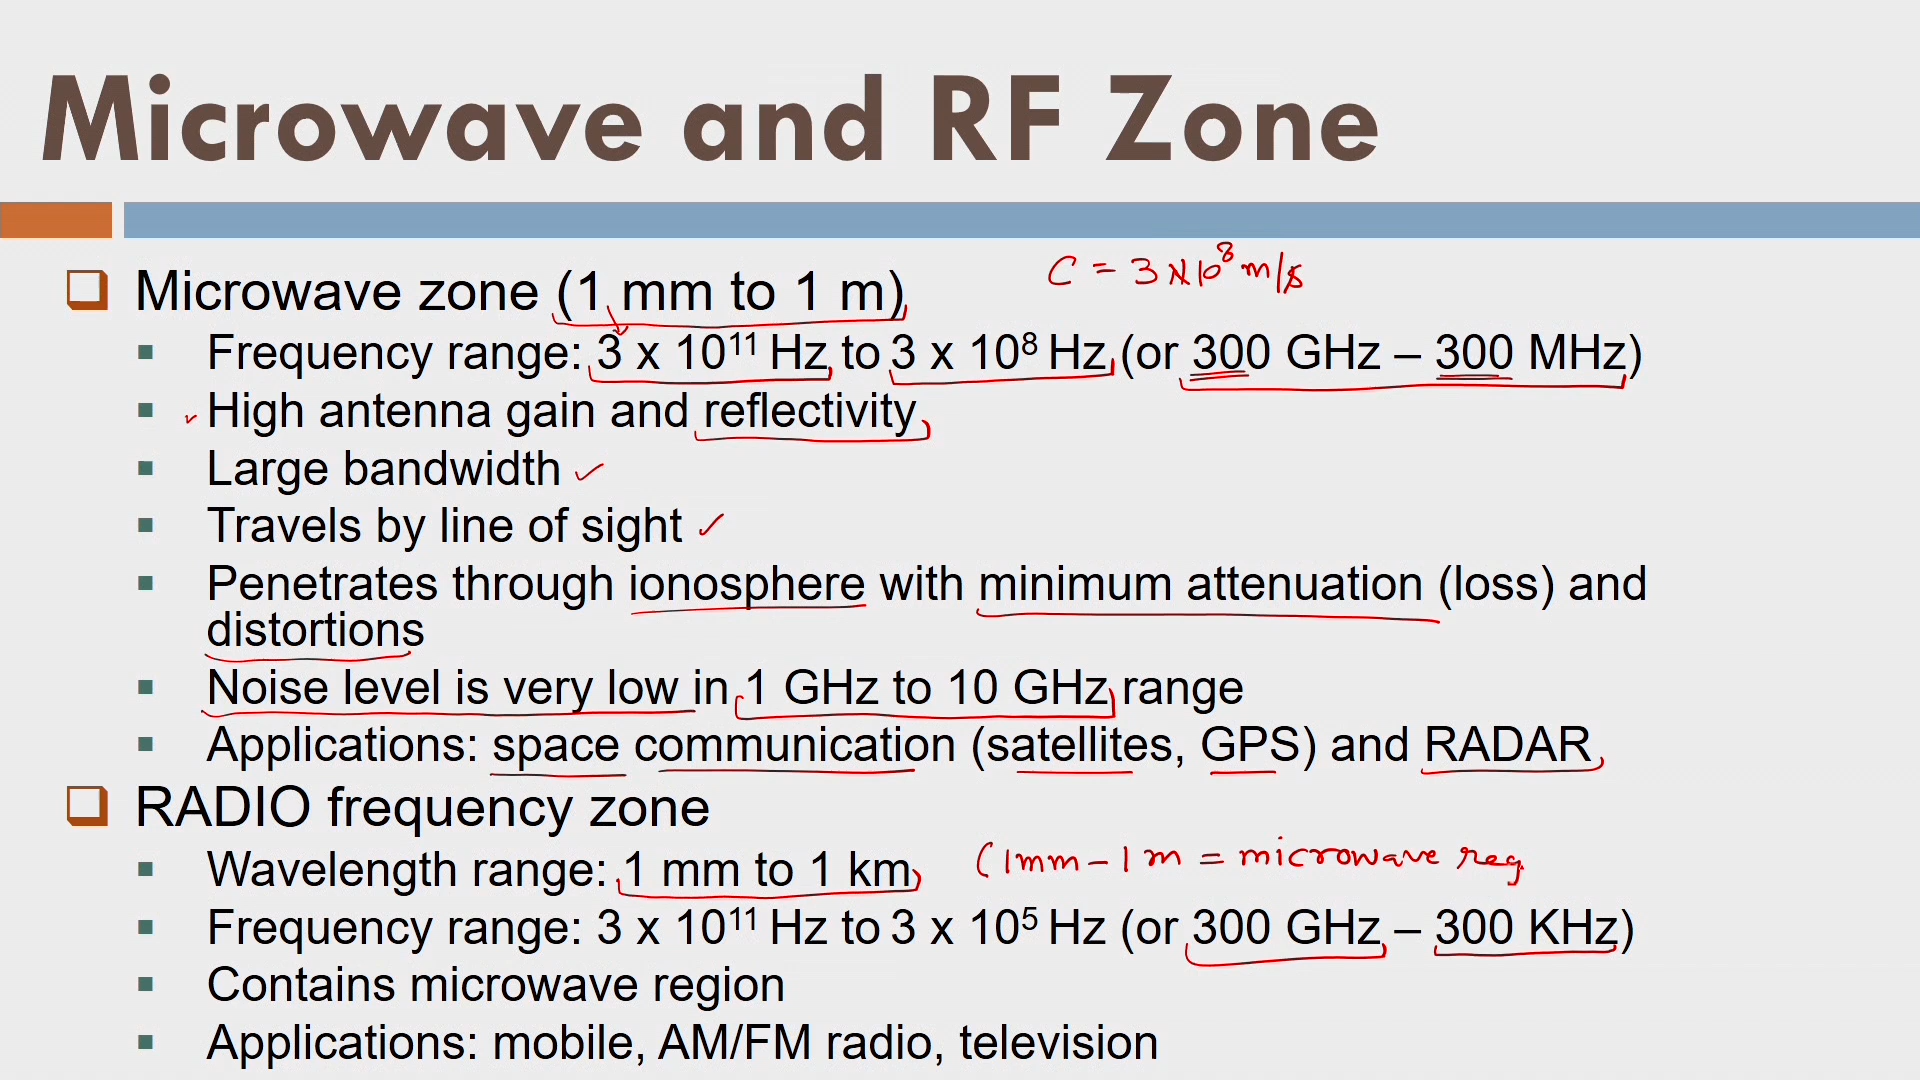 Microwave and RF Zone
C = 3 x 10⁸ m/s
Microwave zone (1 mm to 1 m)
Frequency range: 3 x 10¹¹ Hz to 3 x 10⁸ Hz (or 300 GHz – 300 MHz)
High antenna gain and reflectivity
Large bandwidth
Travels by line of sight
Penetrates through ionosphere with minimum attenuation (loss) and
distortions
Noise level is very low in 1 GHz to 10 GHz range
Applications: space communication (satellites, GPS) and RADAR
RADIO frequency zone
Wavelength range: 1 mm to 1 km (1mm – 1 m = microwave reg.
Frequency range: 3 x 10¹¹ Hz to 3 x 10⁵ Hz (or 300 GHz – 300 KHz)
Contains microwave region
Applications: mobile, AM/FM radio, television